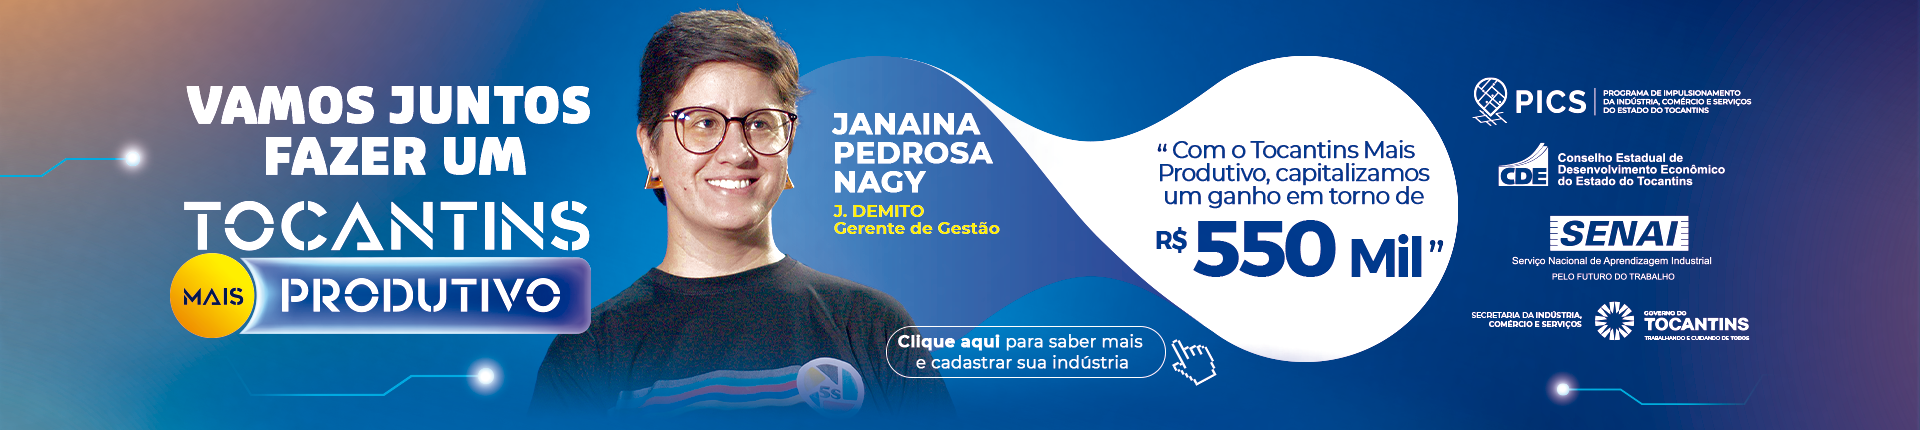 VAMOS JUNTOS
FAZER UM
TOCANTINS
MAIS PRODUTIVO
JANAINA
PEDROSA
NAGY
J. DEMITO
Gerente de Gestão
“ Com o Tocantins Mais
Produtivo, capitalizamos
um ganho em torno de
R$ 550 Mil ”
Clique aqui para saber mais
e cadastrar sua indústria
PICS
PROGRAMA DE IMPULSIONAMENTO
DA INDÚSTRIA, COMÉRCIO E SERVIÇOS
DO ESTADO DO TOCANTINS
CDE
Conselho Estadual de
Desenvolvimento Econômico
do Estado do Tocantins
SENAI
Serviço Nacional de Aprendizagem Industrial
PELO FUTURO DO TRABALHO
SECRETARIA DA INDÚSTRIA,
COMÉRCIO E SERVIÇOS
GOVERNO DO
TOCANTINS
TRABALHANDO E CUIDANDO DE TODOS
SS